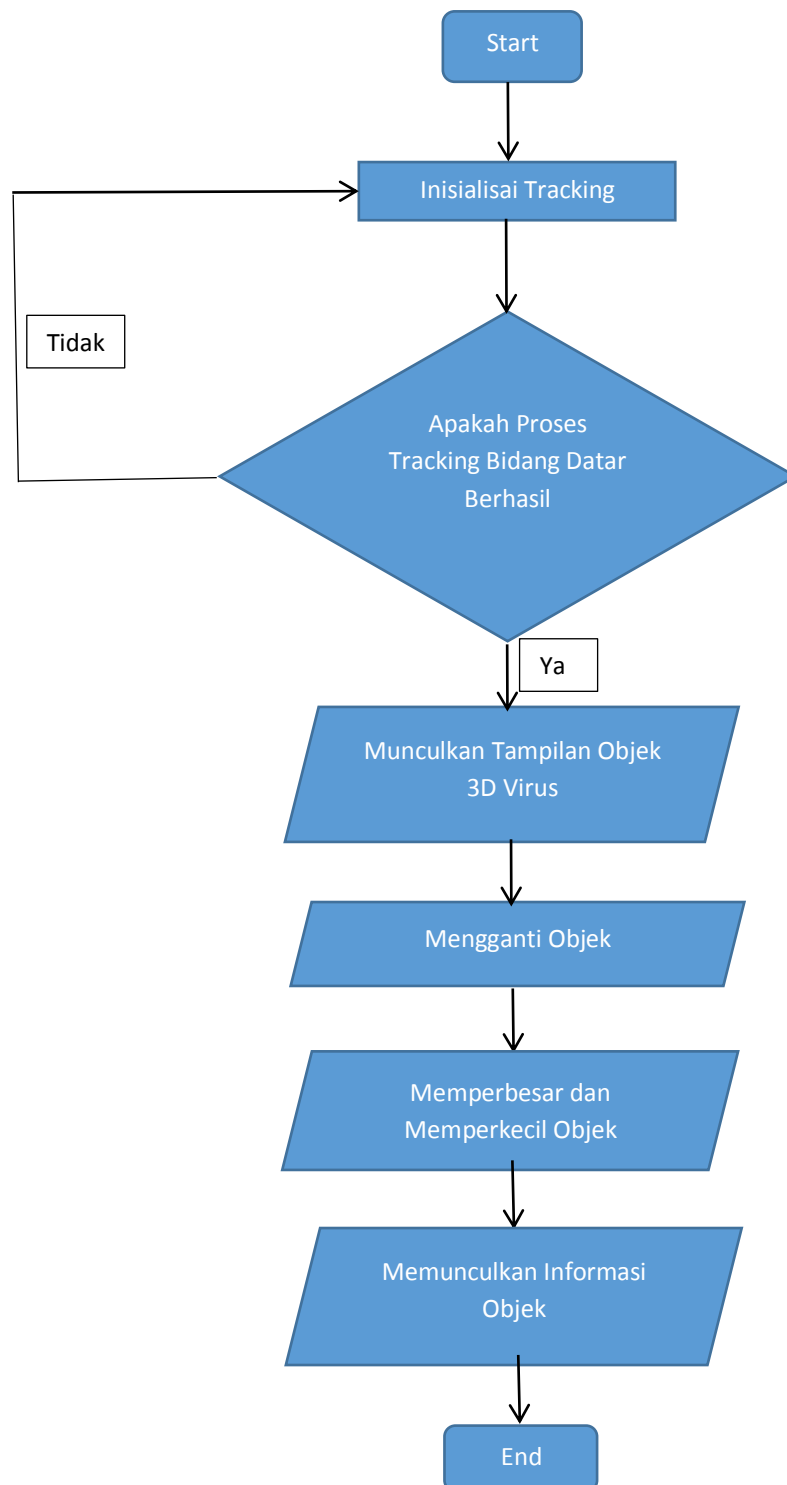 Start
Inisialisai Tracking
Tidak
Apakah Proses
Tracking Bidang Datar
Berhasil
Ya
Munculkan Tampilan Objek
3D Virus
Mengganti Objek
Memperbesar dan
Memperkecil Objek
Memunculkan Informasi
Objek
End